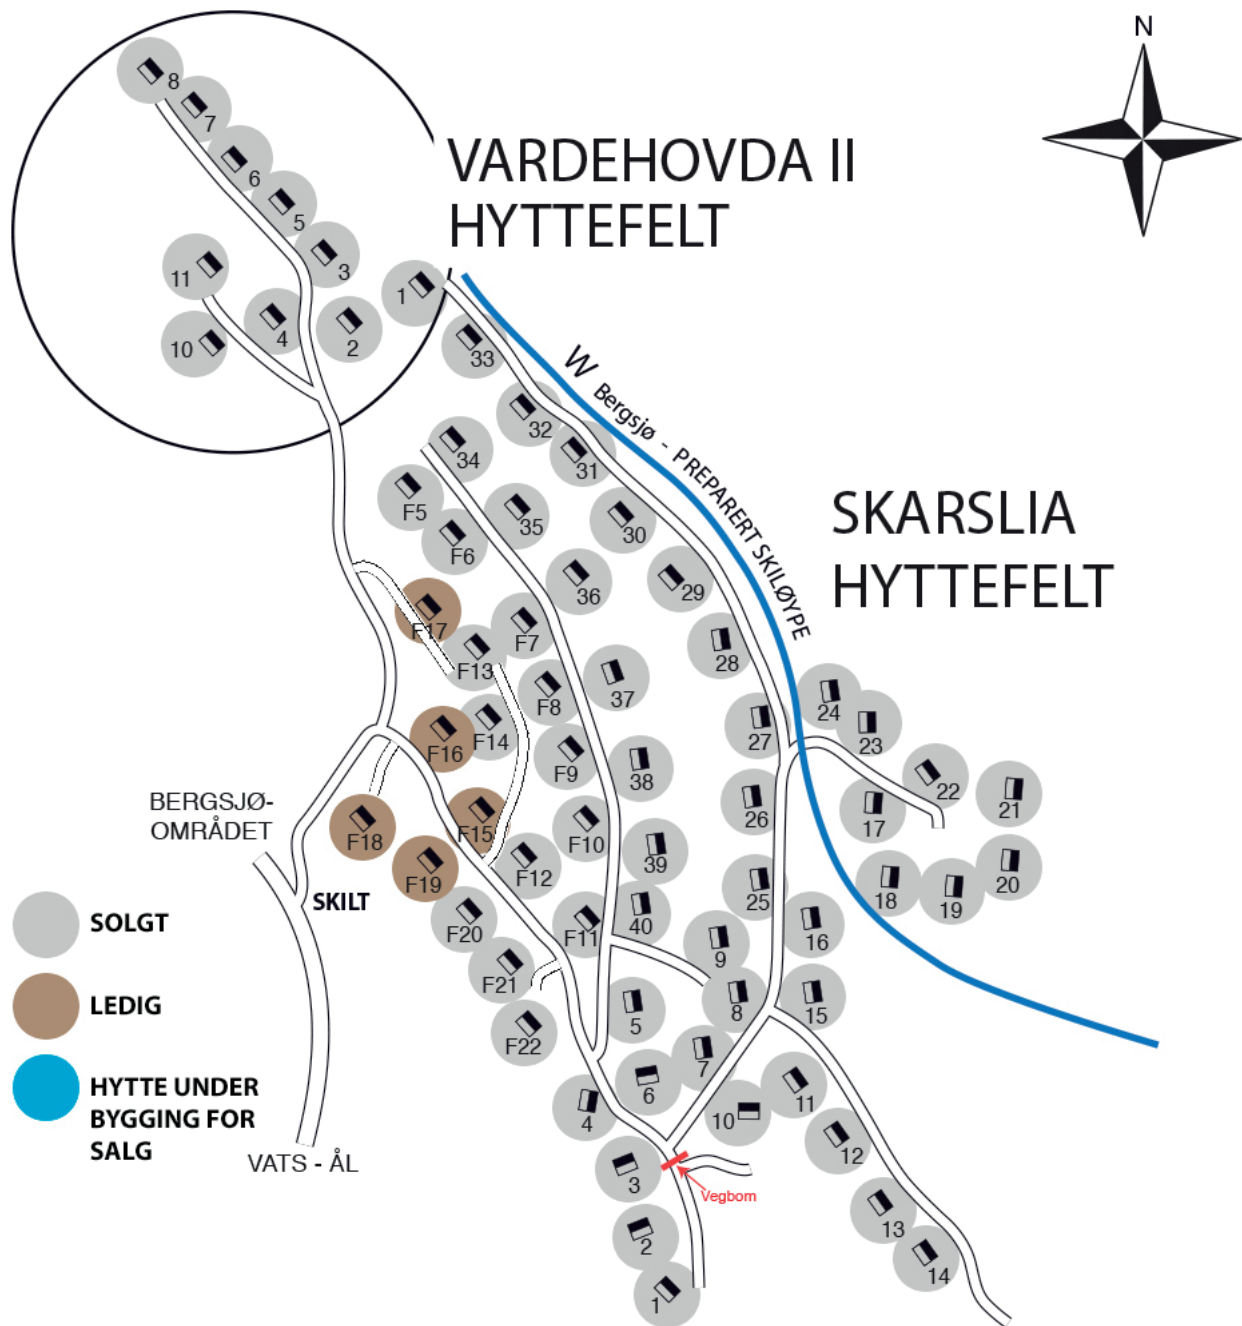 N
VARDEHOVDA II
HYTTEFELT
8
7
6
5
3
11
1
4
2
10
33
W Bergsjø - PREPARERT SKILØYPE
32
34
31
F5
35
30
F6
SKARSLIA
HYTTEFELT
36
29
F17
F7
F13
28
37
F8
24
F16
F14
27
23
F9
38
22
21
BERGSJØ-
OMRÅDET
F18
F15
F10
26
17
F19
F12
39
25
18
19
20
SKILT
SOLGT
F20
F11
40
9
16
F21
LEDIG
5
8
15
F22
7
HYTTE UNDER
BYGGING FOR
SALG
6
11
4
10
12
VATS - ÅL
3
Vegbom
13
2
14
1